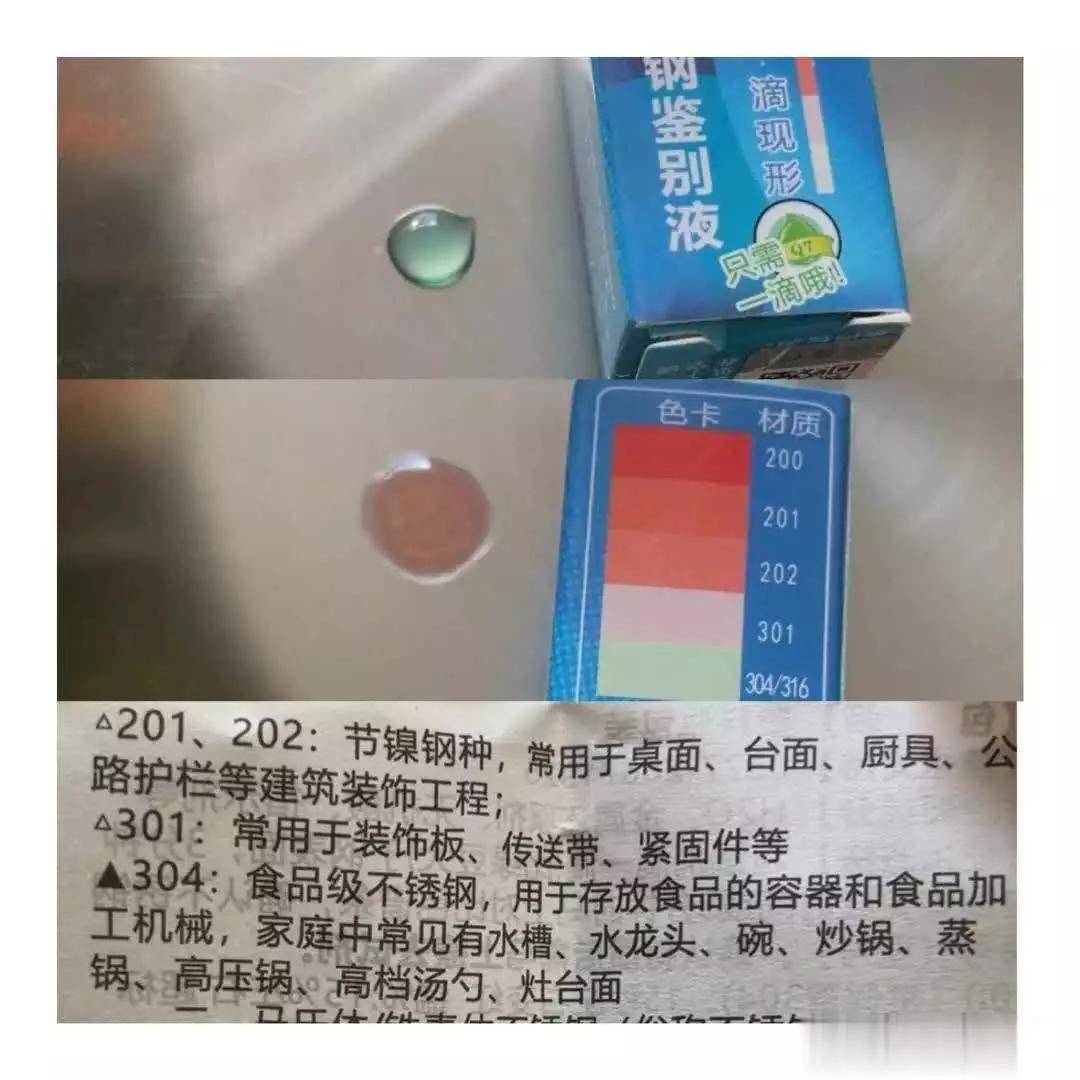 钢鉴别液
滴现形
只需
Q7
一滴哦！
色卡 材质
200
201
202
301
304/316
△201、202：节镍钢种，常用于桌面、台面、厨具、公
路护栏等建筑装饰工程；
△301：常用于装饰板、传送带、紧固件等
▲304：食品级不锈钢，用于存放食品的容器和食品加
工机械，家庭中常见有水槽、水龙头、碗、炒锅、蒸
锅、高压锅、高档汤勺、灶台面